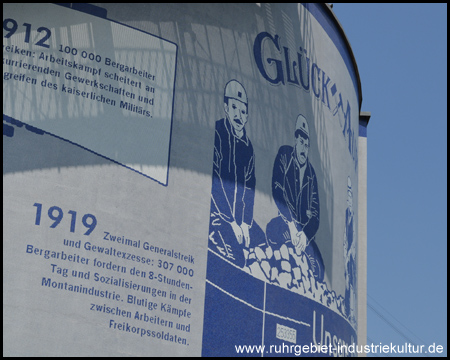 1912 100 000 Bergarbeiter
streiken: Arbeitskampf scheitert an
kurrierenden Gewerkschaften und
greifen des kaiserlichen Militärs.
GLÜCK
1919 Zweimal Generalstreik
und Gewaltexzesse: 307 000
Bergarbeiter fordern den 8-Stunden-
Tag und Sozialisierungen in der
Montanindustrie. Blutige Kämpfe
zwischen Arbeitern und
Freikorpssoldaten.
www.ruhrgebiet-industriekultur.de